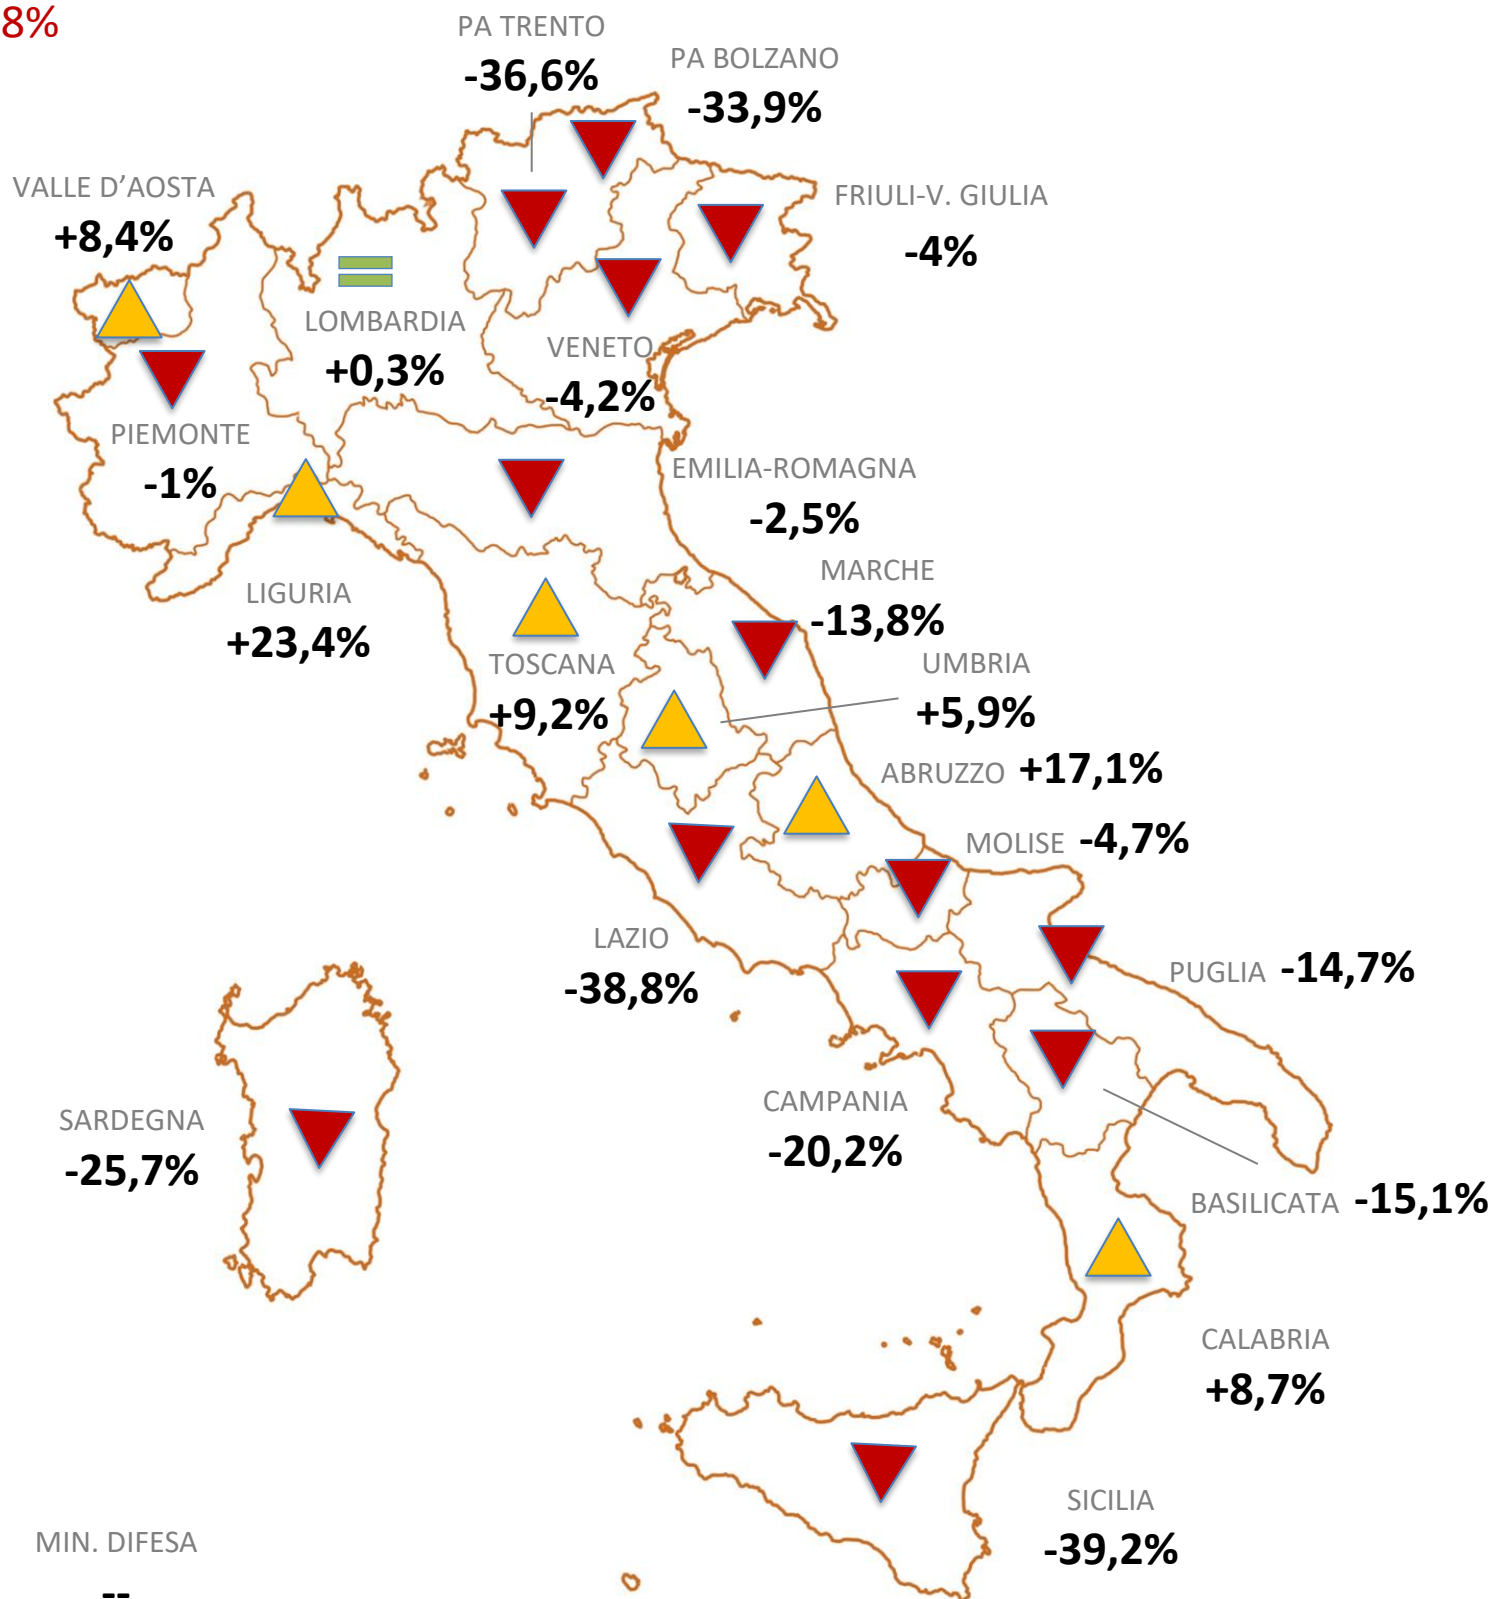 8%
PA TRENTO
-36,6%
PA BOLZANO
-33,9%
VALLE D’AOSTA
+8,4%
FRIULI-V. GIULIA
-4%
LOMBARDIA
+0,3%
VENETO
-4,2%
PIEMONTE
-1%
EMILIA-ROMAGNA
-2,5%
LIGURIA
+23,4%
MARCHE
-13,8%
TOSCANA
+9,2%
UMBRIA
+5,9%
ABRUZZO +17,1%
MOLISE -4,7%
LAZIO
-38,8%
PUGLIA -14,7%
SARDEGNA
-25,7%
CAMPANIA
-20,2%
BASILICATA -15,1%
CALABRIA
+8,7%
SICILIA
-39,2%
MIN. DIFESA
--